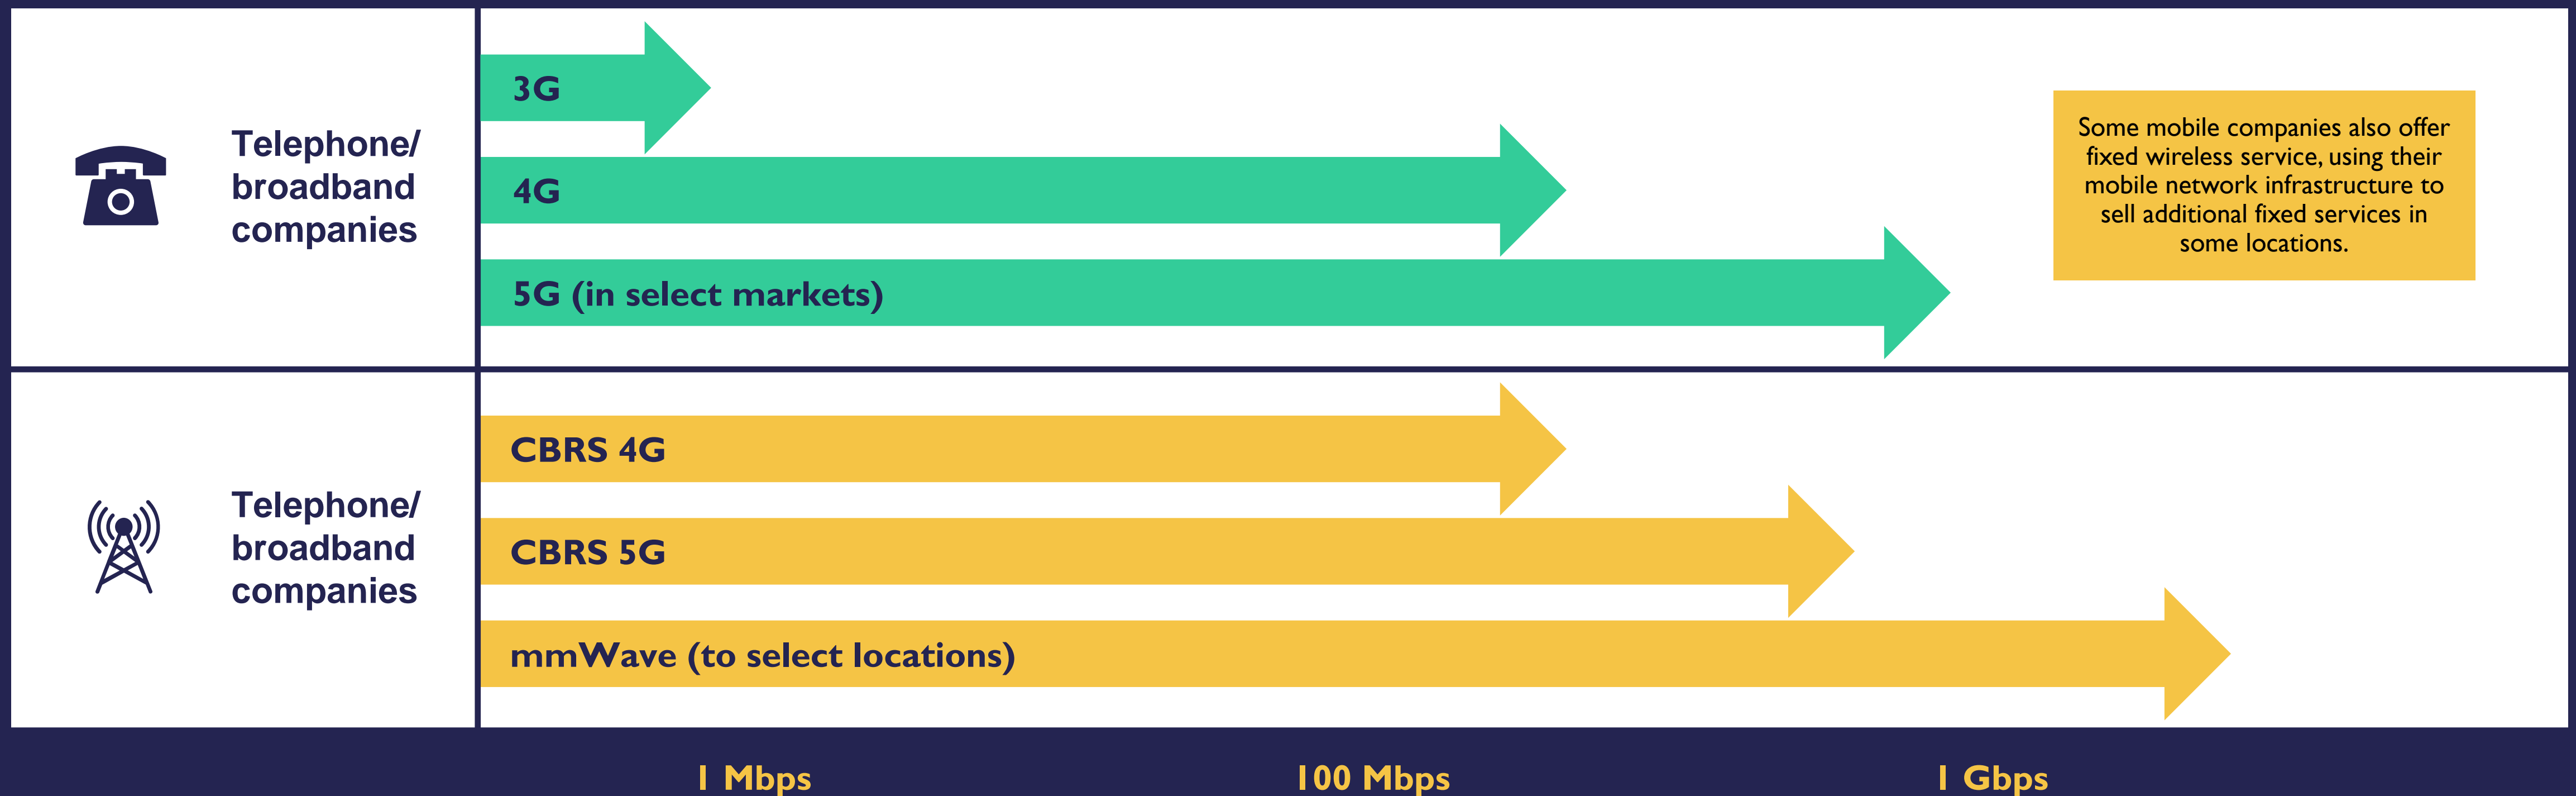 Telephone/
broadband
companies
3G
4G
5G (in select markets)
Some mobile companies also offer
fixed wireless service, using their
mobile network infrastructure to
sell additional fixed services in
some locations.
Telephone/
broadband
companies
CBRS 4G
CBRS 5G
mmWave (to select locations)
1 Mbps
100 Mbps
1 Gbps